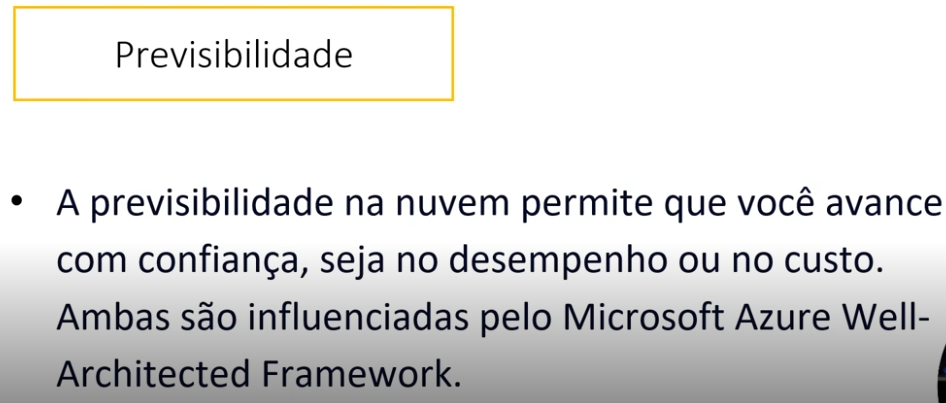 Previsibilidade
• A previsibilidade na nuvem permite que você avance
com confiança, seja no desempenho ou no custo.
Ambas são influenciadas pelo Microsoft Azure Well-
Architected Framework.